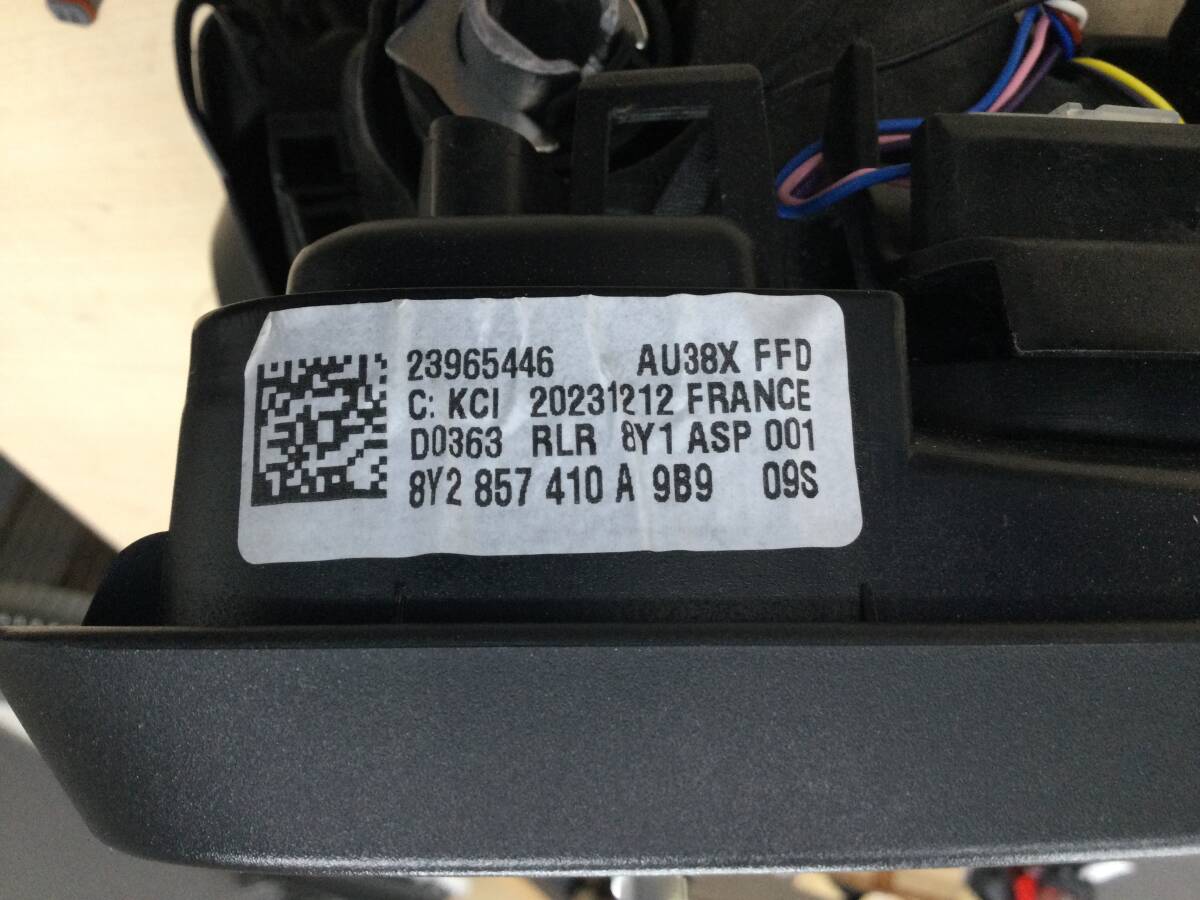 23965446 AU38X FFD
C: KCI 20231212 FRANCE
D0363 RLR 8Y1 ASP 001
8Y2 857 410 A 9B9 09S